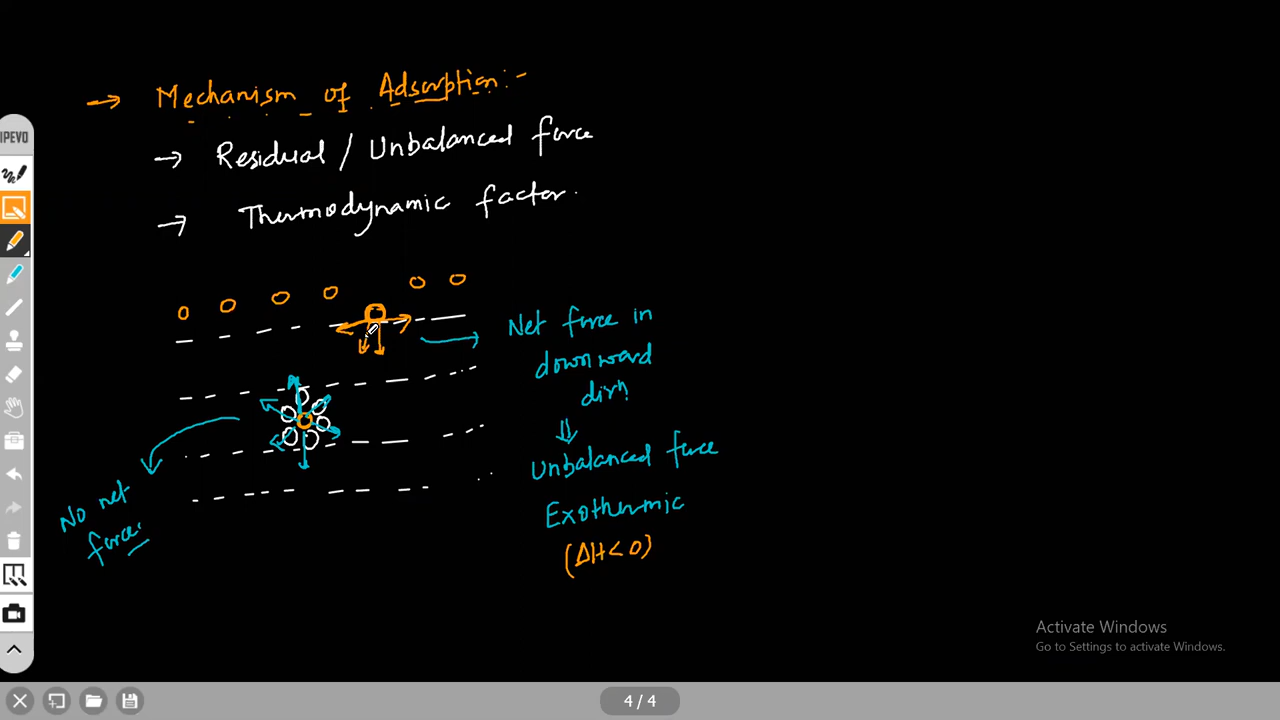 → Mechanism of Adsorption :-
→ Residual / Unbalanced force
→ Thermodynamic factor.
Net force in
downward
dirⁿ
⇓
Unbalanced force
Exothermic
(ΔH < 0)
No net
force.
IPEVO
Activate Windows
Go to Settings to activate Windows.
4 / 4